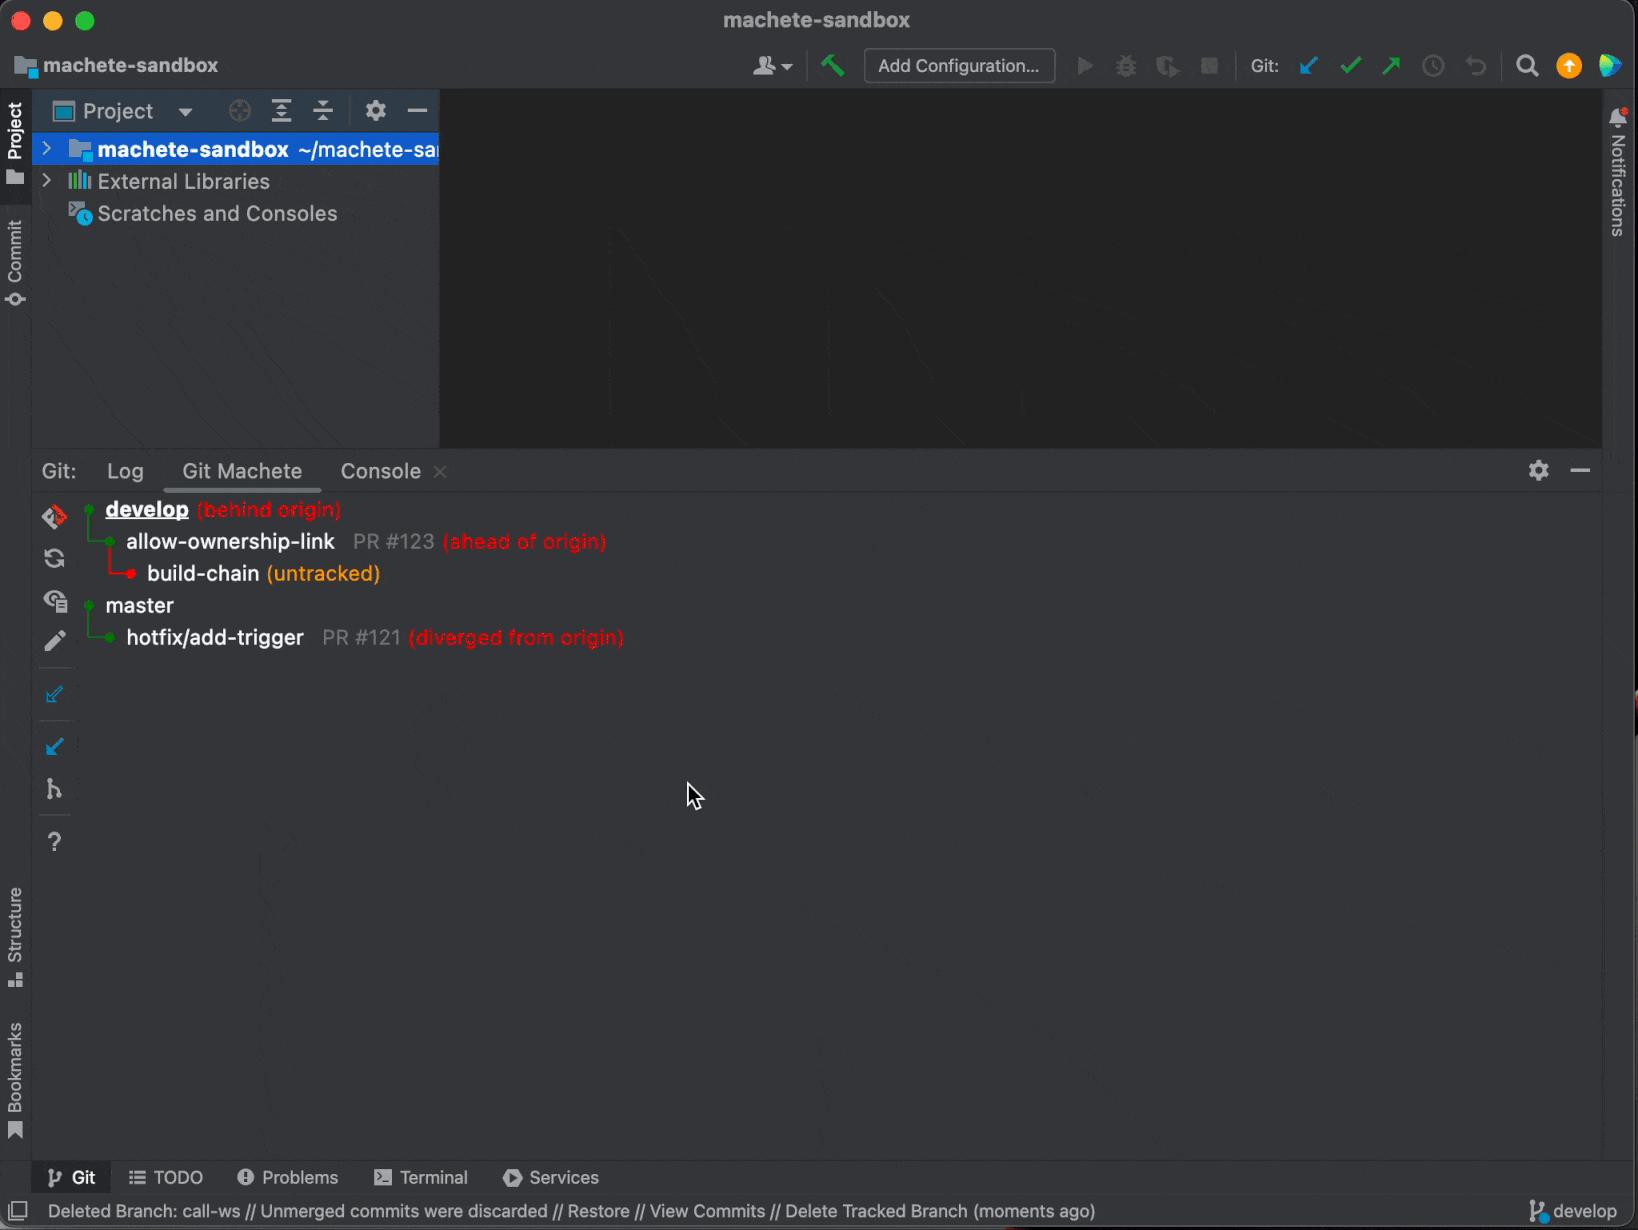 machete-sandbox
machete-sandbox
Add Configuration...
Git:
Project
machete-sandbox ~/machete-sa
External Libraries
Scratches and Consoles
Project
Commit
Structure
Bookmarks
Notifications
Git: Log Git Machete Console
develop (behind origin)
allow-ownership-link PR #123 (ahead of origin)
build-chain (untracked)
master
hotfix/add-trigger PR #121 (diverged from origin)
?
Git TODO Problems Terminal Services
Deleted Branch: call-ws // Unmerged commits were discarded // Restore // View Commits // Delete Tracked Branch (moments ago)
develop